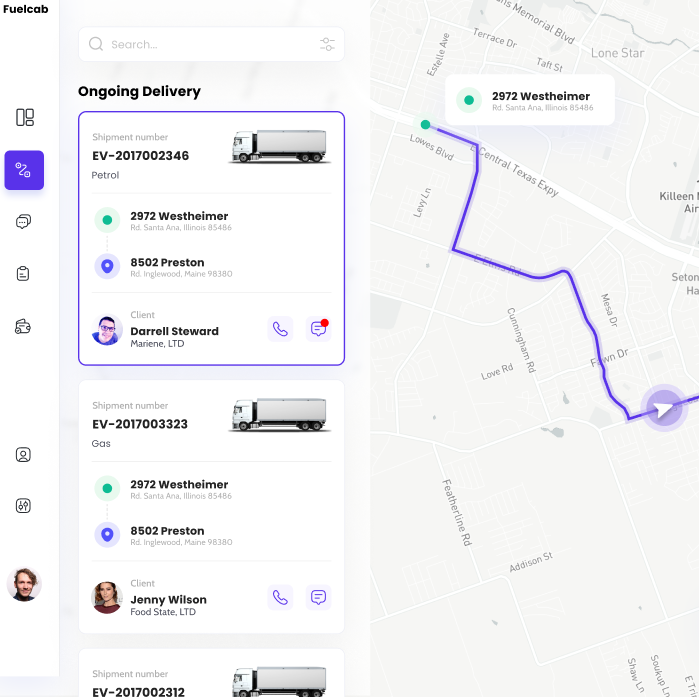 Fuelcab
Search...
Ongoing Delivery
Shipment number
EV-2017002346
Petrol
2972 Westheimer
Rd. Santa Ana, Illinois 85486
8502 Preston
Rd. Inglewood, Maine 98380
Client
Darrell Steward
Mariene, LTD
Shipment number
EV-2017003323
Gas
2972 Westheimer
Rd. Santa Ana, Illinois 85486
8502 Preston
Rd. Inglewood, Maine 98380
Client
Jenny Wilson
Food State, LTD
Shipment number
EV-2017002312
Memorial Blvd
Estelle Ave
Terrace Dr
Lone Star
Taft St
2972 Westheimer
Rd. Santa Ana, Illinois 85486
Lowes Blvd
E Central Texas Expy
Levy Ln
Killeen
Air
Seton
Ha
Mesa Dr
Cunningham Rd
Fawn Dr
Love Rd
Featherline Rd
Addison St
Shaw Ln
Soukup Ln
E Tri